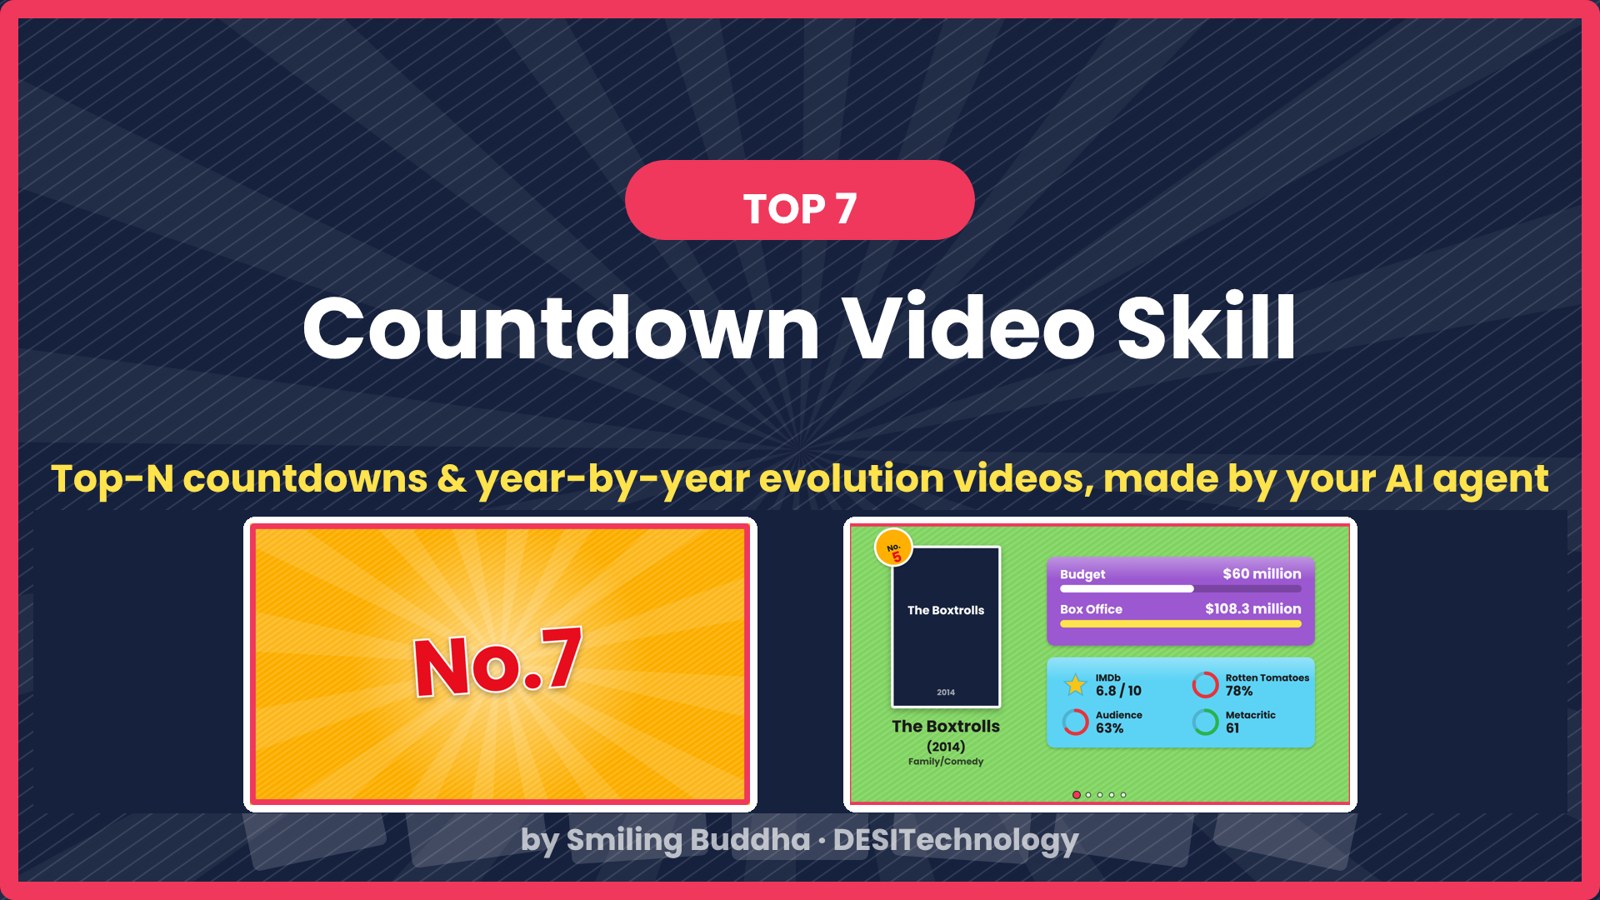 TOP 7
Countdown Video Skill
Top-N countdowns & year-by-year evolution videos, made by your AI agent
No.7
No.
5
The Boxtrolls
2014
The Boxtrolls
(2014)
Family/Comedy
Budget $60 million
Box Office $108.3 million
IMDb
6.8 / 10
Rotten Tomatoes
78%
Audience
63%
Metacritic
61
by Smiling Buddha · DESITechnology